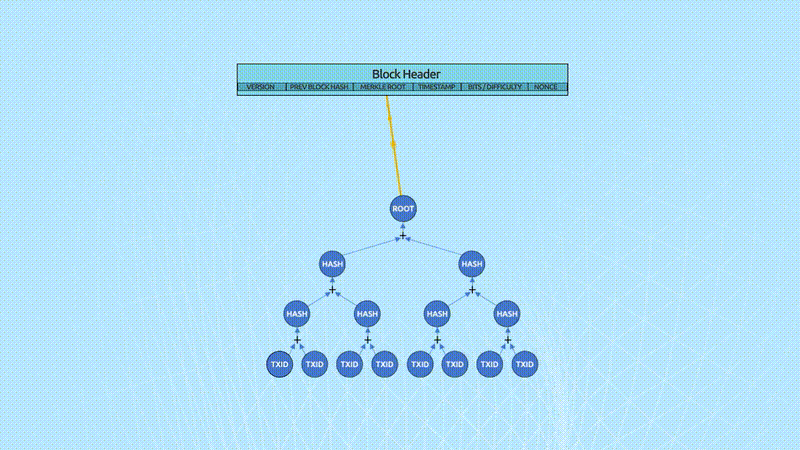 Block Header
VERSION PREV BLOCK HASH MERKLE ROOT TIMESTAMP BITS / DIFFICULTY NONCE
ROOT
+
HASH HASH
+ +
HASH HASH HASH HASH
+ + + +
TXID TXID TXID TXID TXID TXID TXID TXID